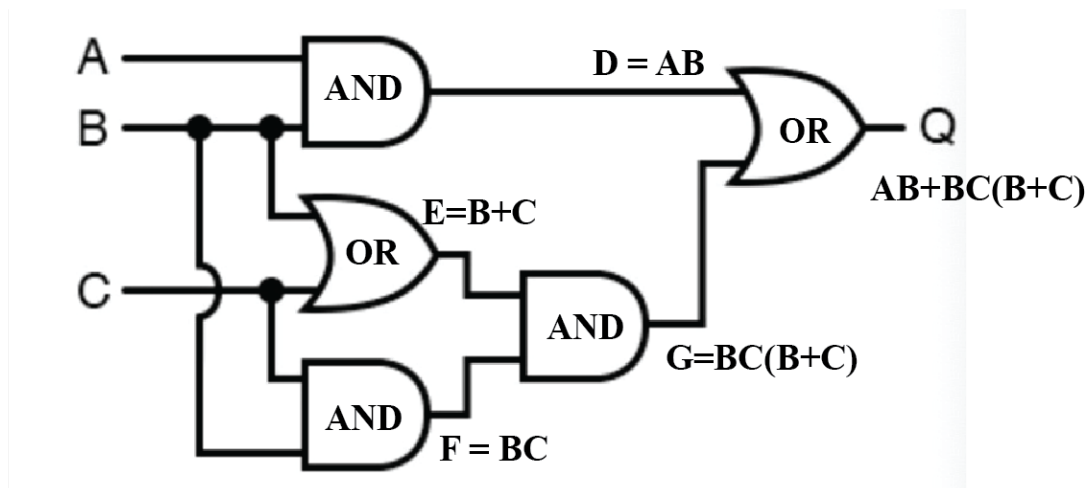 A
AND
D = AB
B
OR
Q
AB+BC(B+C)
E=B+C
OR
C
AND
G=BC(B+C)
AND
F = BC